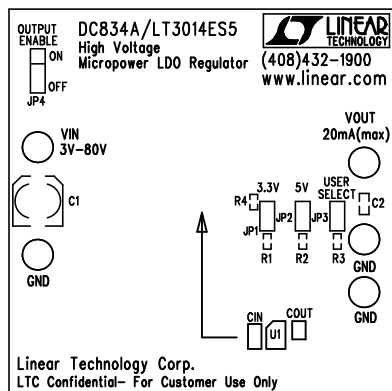 OUTPUT ENABLE
ON
OFF
JP4
DC834A/LT3014ES5
High Voltage
Micropower LDO Regulator
LINEAR
TECHNOLOGY
(408)432-1900
www.linear.com
VIN
3V-80V
VOUT
20mA(max)
C1
GND
3.3V
5V
USER
SELECT
R4
JP1
JP2
JP3
C2
R1
R2
R3
GND
GND
CIN
U1
COUT
Linear Technology Corp.
LTC Confidential- For Customer Use Only